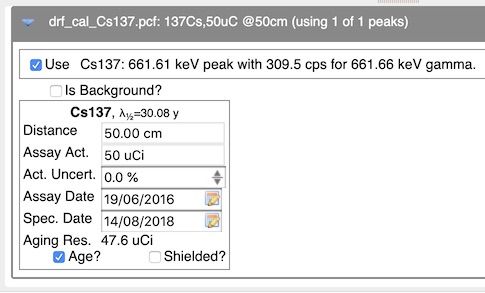 drf_cal_Cs137.pcf: 137Cs,50uC @50cm (using 1 of 1 peaks)
Use Cs137: 661.61 keV peak with 309.5 cps for 661.66 keV gamma.
Is Background?
Cs137, λ½=30.08 y
Distance 50.00 cm
Assay Act. 50 uCi
Act. Uncert. 0.0 %
Assay Date 19/06/2016
Spec. Date 14/08/2018
Aging Res. 47.6 uCi
Age? Shielded?